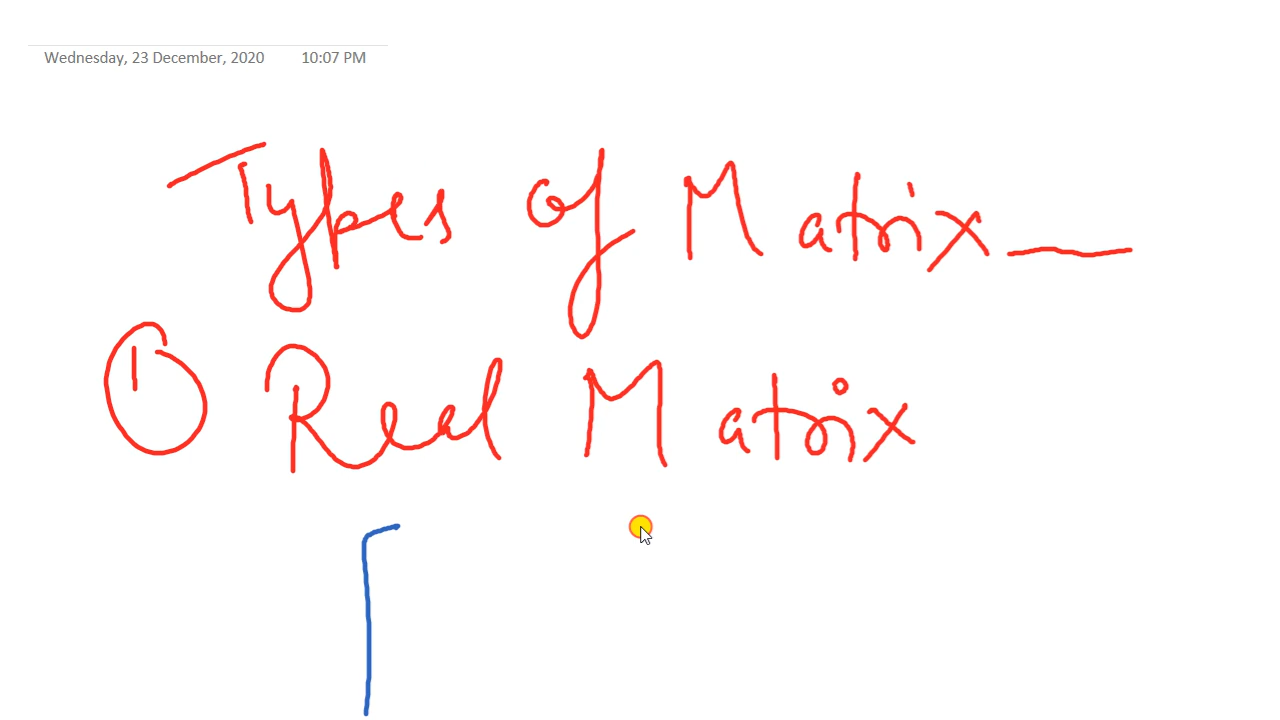 Wednesday, 23 December, 2020 10:07 PM
Types of Matrix
① Real Matrix